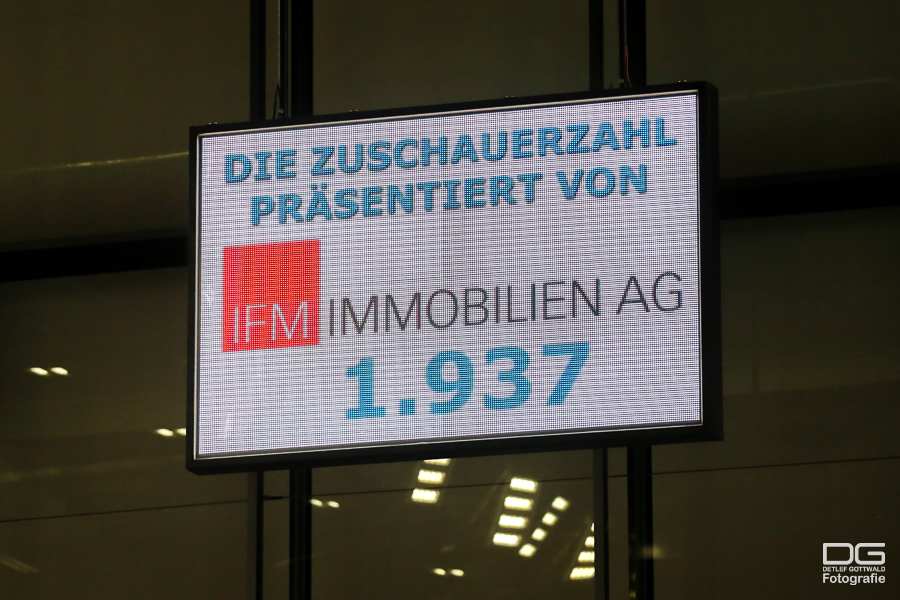 DIE ZUSCHAUERZAHL
PRÄSENTIERT VON
IFM IMMOBILIEN AG
1.937
DG
DETLEF GOTTWALD
Fotografie